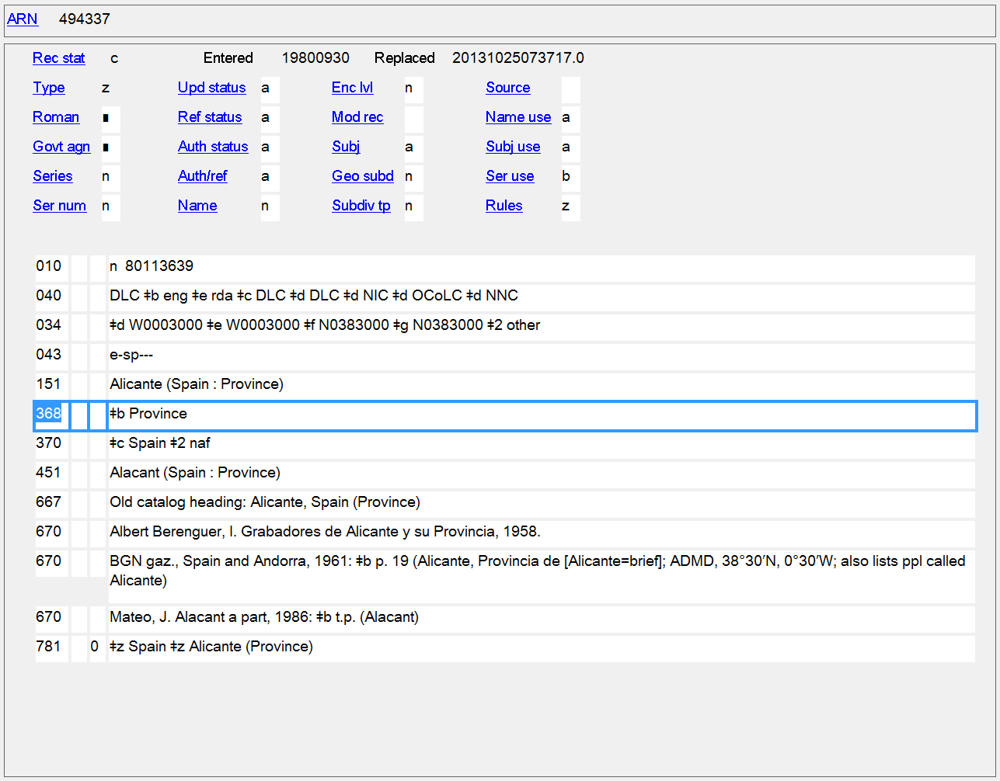 ARN 494337
Rec stat c Entered 19800930 Replaced 20131025073717.0
Type z Upd status a Enc lvl n Source
Roman ∎ Ref status a Mod rec Name use a
Govt agn ∎ Auth status a Subj a Subj use a
Series n Auth/ref a Geo subd n Ser use b
Ser num n Name n Subdiv tp n Rules z
010 n  80113639
040 DLC ǂb eng ǂe rda ǂc DLC ǂd DLC ǂd NIC ǂd OCoLC ǂd NNC
034 ǂd W0003000 ǂe W0003000 ǂf N0383000 ǂg N0383000 ǂ2 other
043 e-sp---
151 Alicante (Spain : Province)
368 ǂb Province
370 ǂc Spain ǂ2 naf
451 Alacant (Spain : Province)
667 Old catalog heading: Alicante, Spain (Province)
670 Albert Berenguer, I. Grabadores de Alicante y su Provincia, 1958.
670 BGN gaz., Spain and Andorra, 1961: ǂb p. 19 (Alicante, Provincia de [Alicante=brief]; ADMD, 38°30′N, 0°30′W; also lists ppl called
Alicante)
670 Mateo, J. Alacant a part, 1986: ǂb t.p. (Alacant)
781 0 ǂz Spain ǂz Alicante (Province)